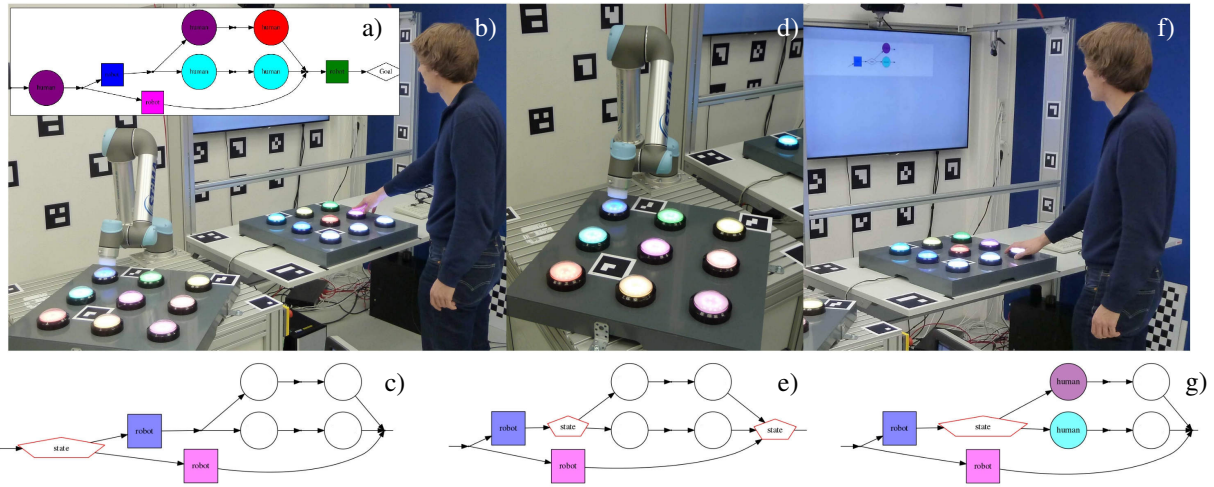 a)
human
human
human
human
human
robot
robot
Goal
b)
d)
f)
c)
robot
state
robot
e)
robot
state
state
robot
g)
human
robot
state
human
robot